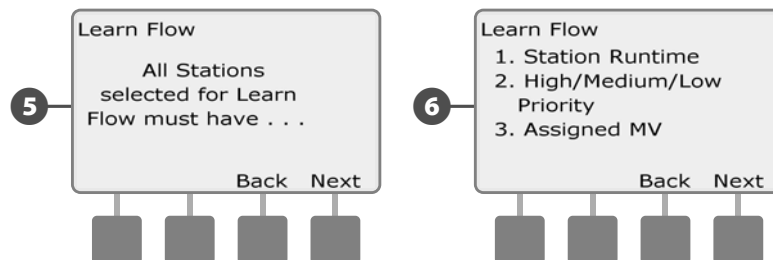 Learn Flow
All Stations
selected for Learn
Flow must have . . .
Back Next
5
Learn Flow
1. Station Runtime
2. High/Medium/Low
Priority
3. Assigned MV
Back Next
6